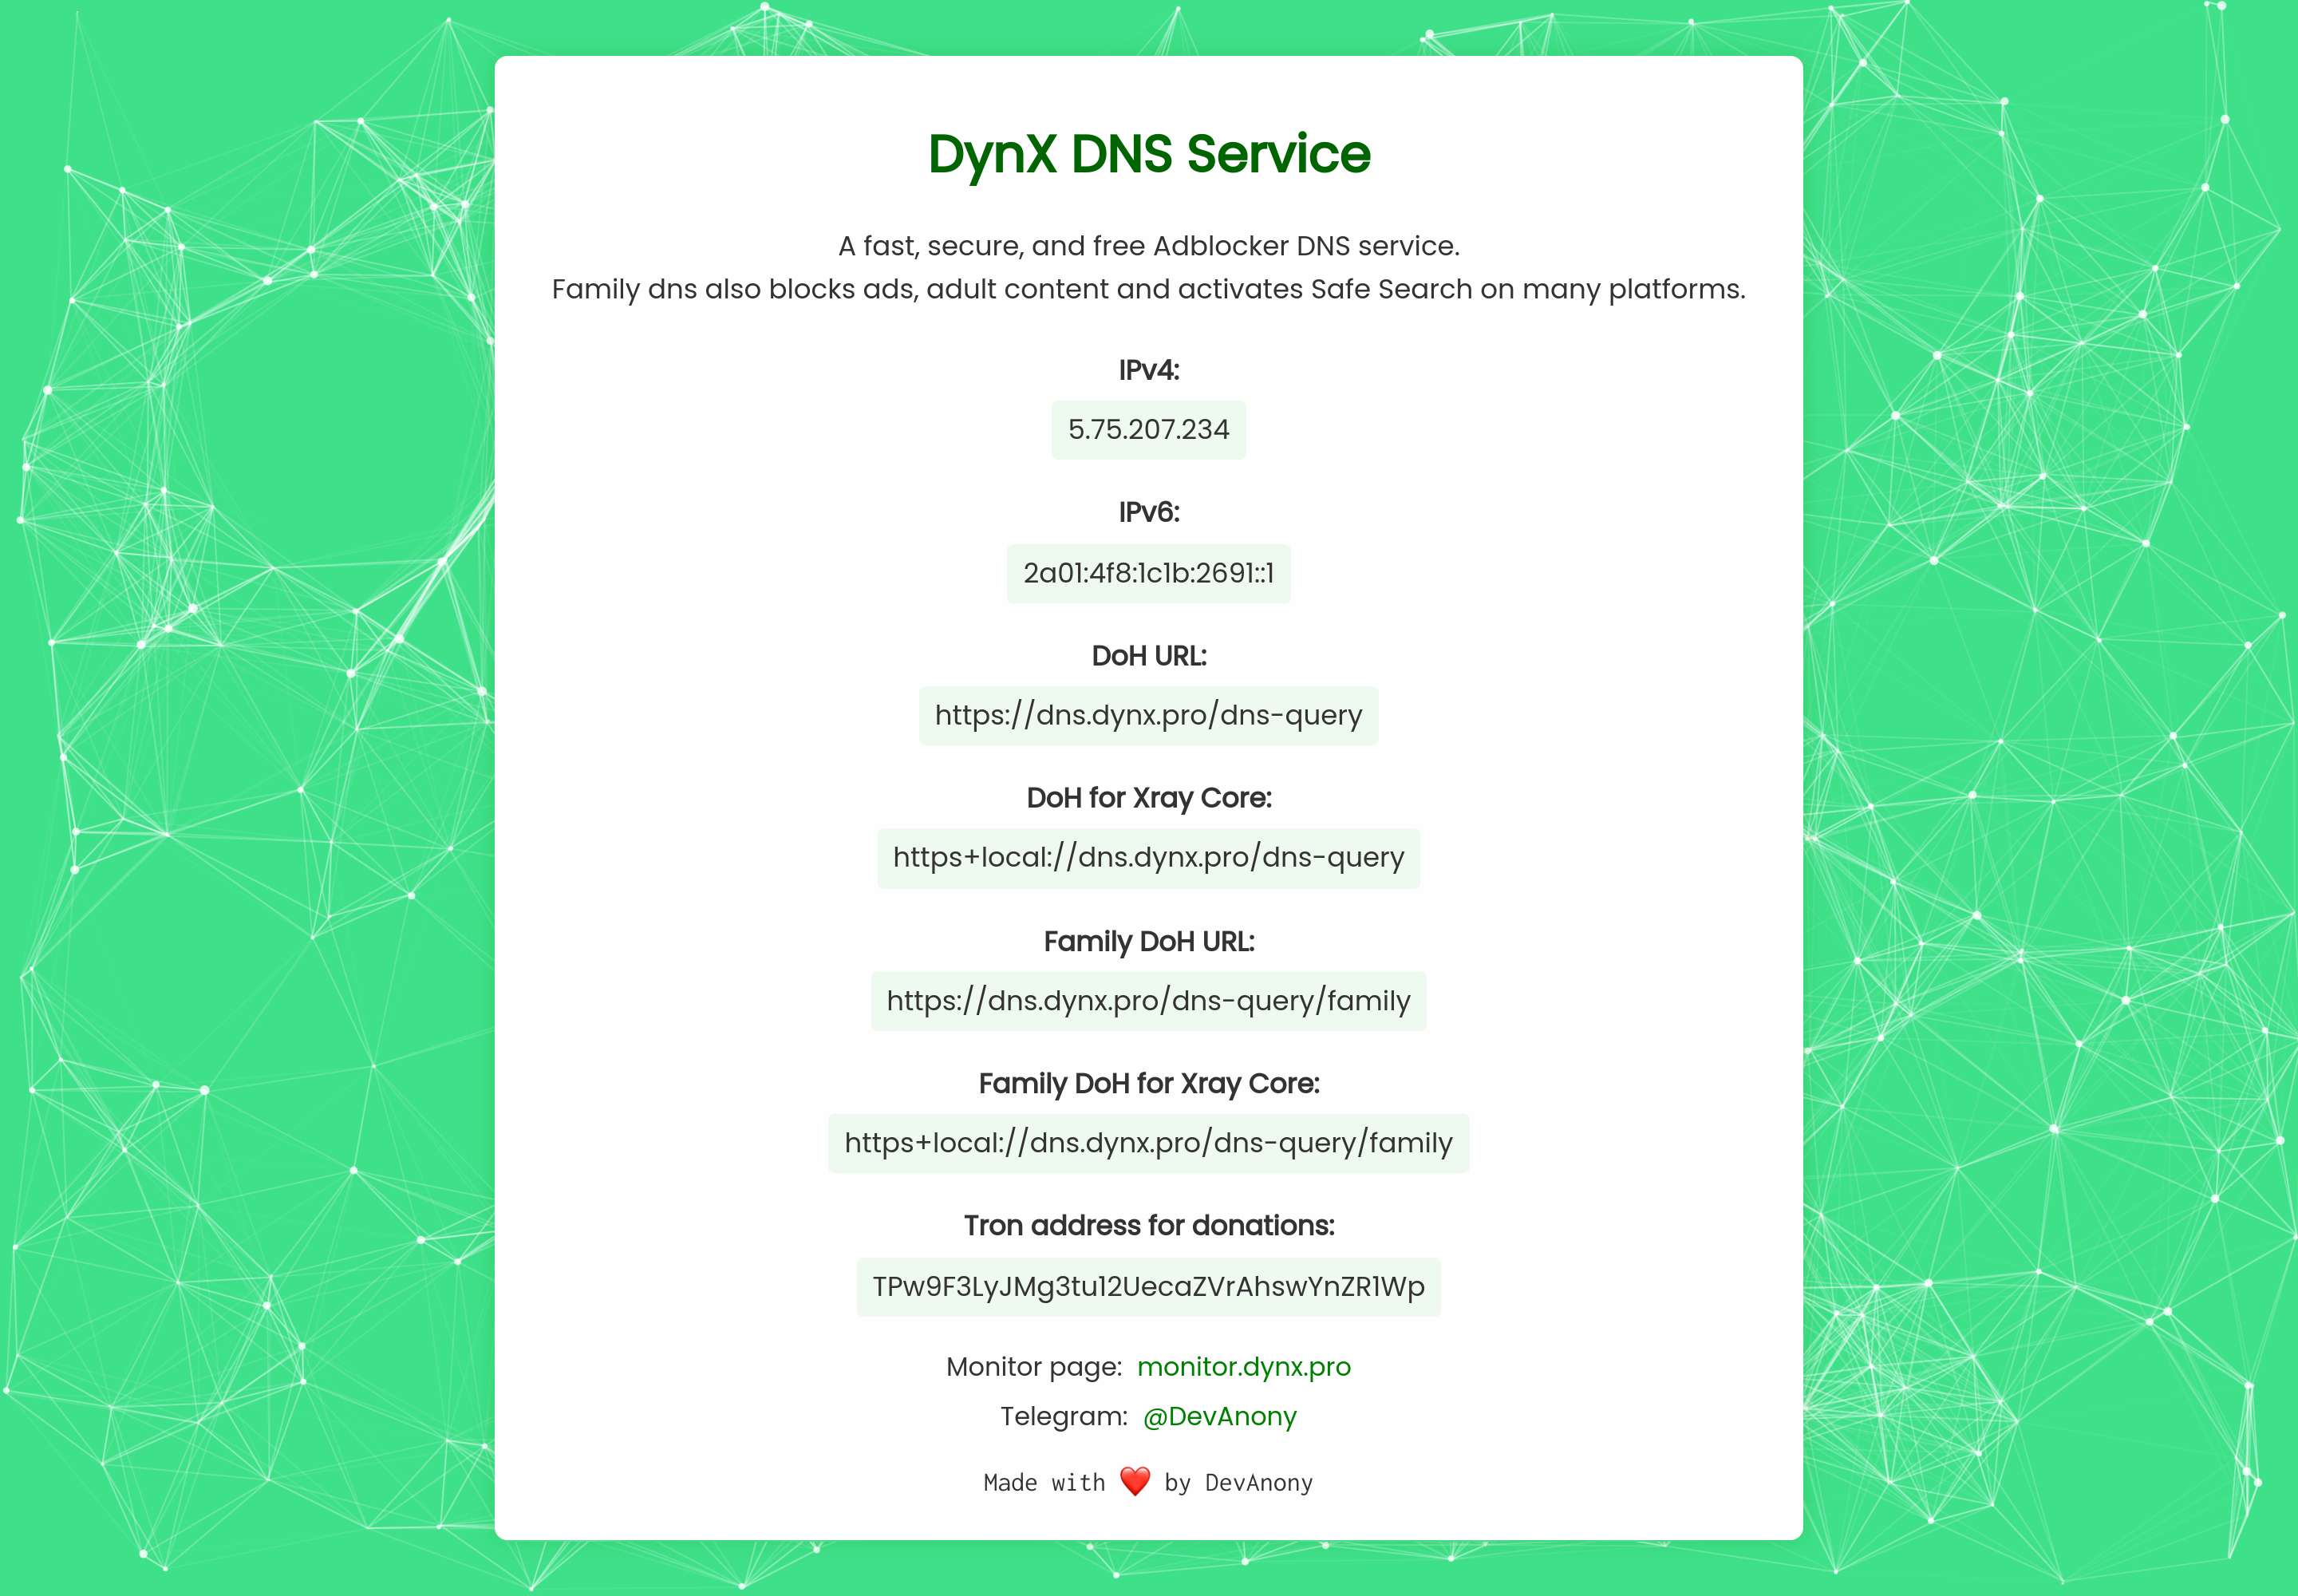 DynX DNS Service
A fast, secure, and free Adblocker DNS service.
Family dns also blocks ads, adult content and activates Safe Search on many platforms.
IPv4:
5.75.207.234
IPv6:
2a01:4f8:1c1b:2691::1
DoH URL:
https://dns.dynx.pro/dns-query
DoH for Xray Core:
https+local://dns.dynx.pro/dns-query
Family DoH URL:
https://dns.dynx.pro/dns-query/family
Family DoH for Xray Core:
https+local://dns.dynx.pro/dns-query/family
Tron address for donations:
TPw9F3LyJMg3tu12UecaZVrAhswYnZR1Wp
Monitor page: monitor.dynx.pro
Telegram: @DevAnony
Made with ❤️ by DevAnony